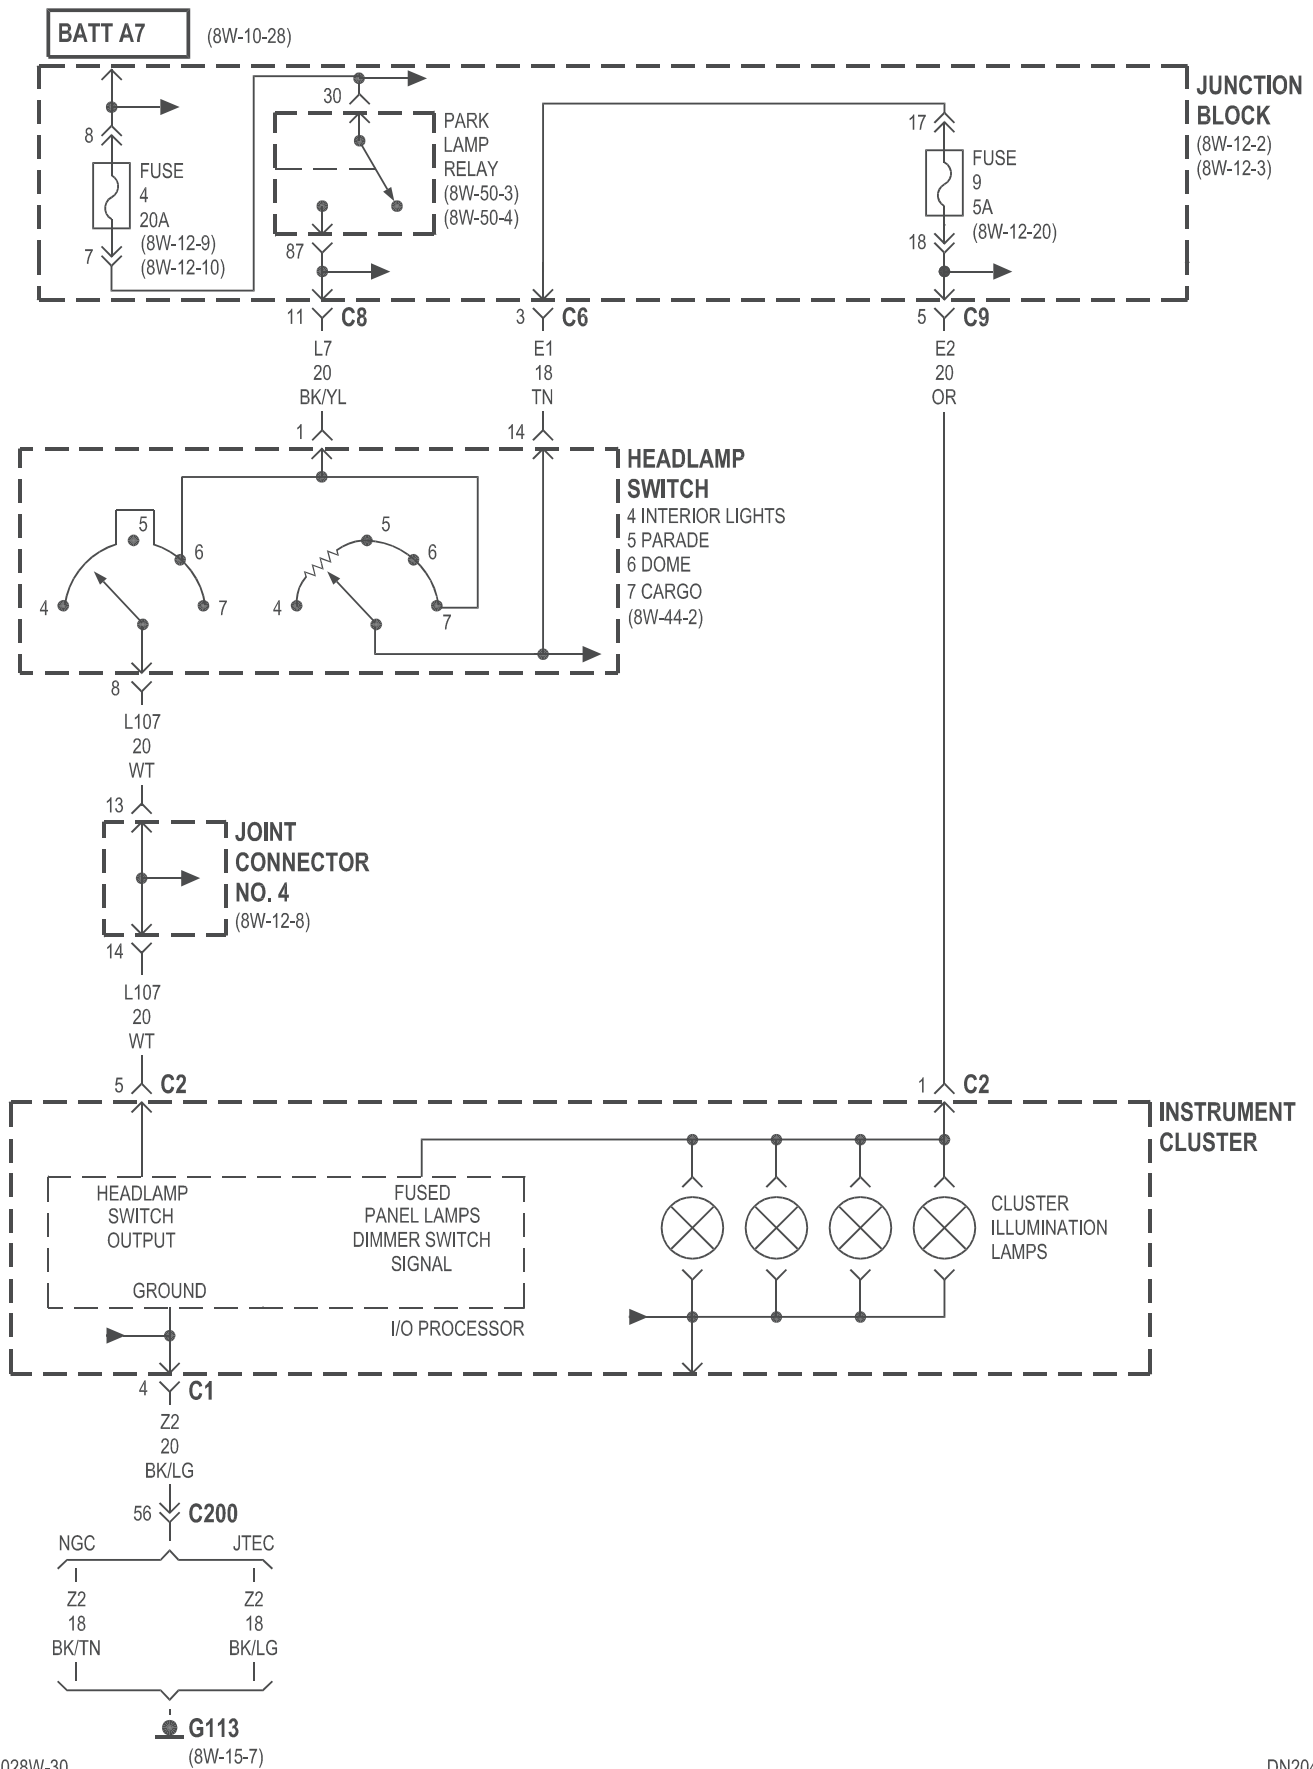 BATT A7
(8W-10-28)
JUNCTION
BLOCK
(8W-12-2)
(8W-12-3)
8
FUSE
4
20A
(8W-12-9)
(8W-12-10)
7
30
PARK
LAMP
RELAY
(8W-50-3)
(8W-50-4)
87
17
FUSE
9
5A
(8W-12-20)
18
11
C8
3
C6
5
C9
L7
20
BK/YL
E1
18
TN
E2
20
OR
1
14
HEADLAMP
SWITCH
4 INTERIOR LIGHTS
5 PARADE
6 DOME
7 CARGO
(8W-44-2)
4
5
6
7
4
5
6
7
8
L107
20
WT
13
JOINT
CONNECTOR
NO. 4
(8W-12-8)
14
L107
20
WT
5
C2
1
C2
INSTRUMENT
CLUSTER
HEADLAMP
SWITCH
OUTPUT
FUSED
PANEL LAMPS
DIMMER SWITCH
SIGNAL
GROUND
I/O PROCESSOR
CLUSTER
ILLUMINATION
LAMPS
4
C1
Z2
20
BK/LG
56
C200
NGC
JTEC
Z2
18
BK/TN
Z2
18
BK/LG
G113
(8W-15-7)
028W-30